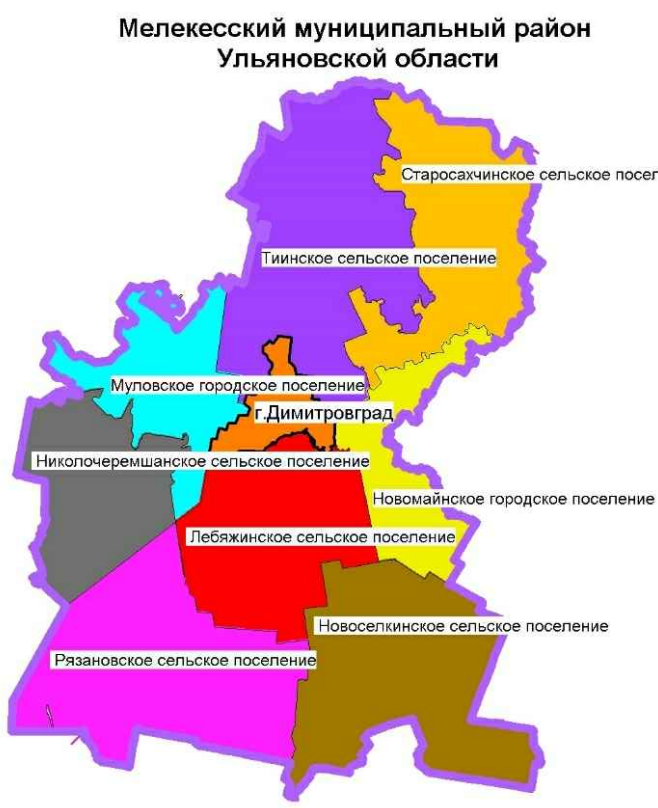 Мелекесский муниципальный район
Ульяновской области
Старосахчинское сельское посел
Тиинское сельское поселение
Муловское городское поселение
г.Димитровград
Николочеремшанское сельское поселение
Новомайнское городское поселение
Лебяжинское сельское поселение
Новоселкинское сельское поселение
Рязановское сельское поселение